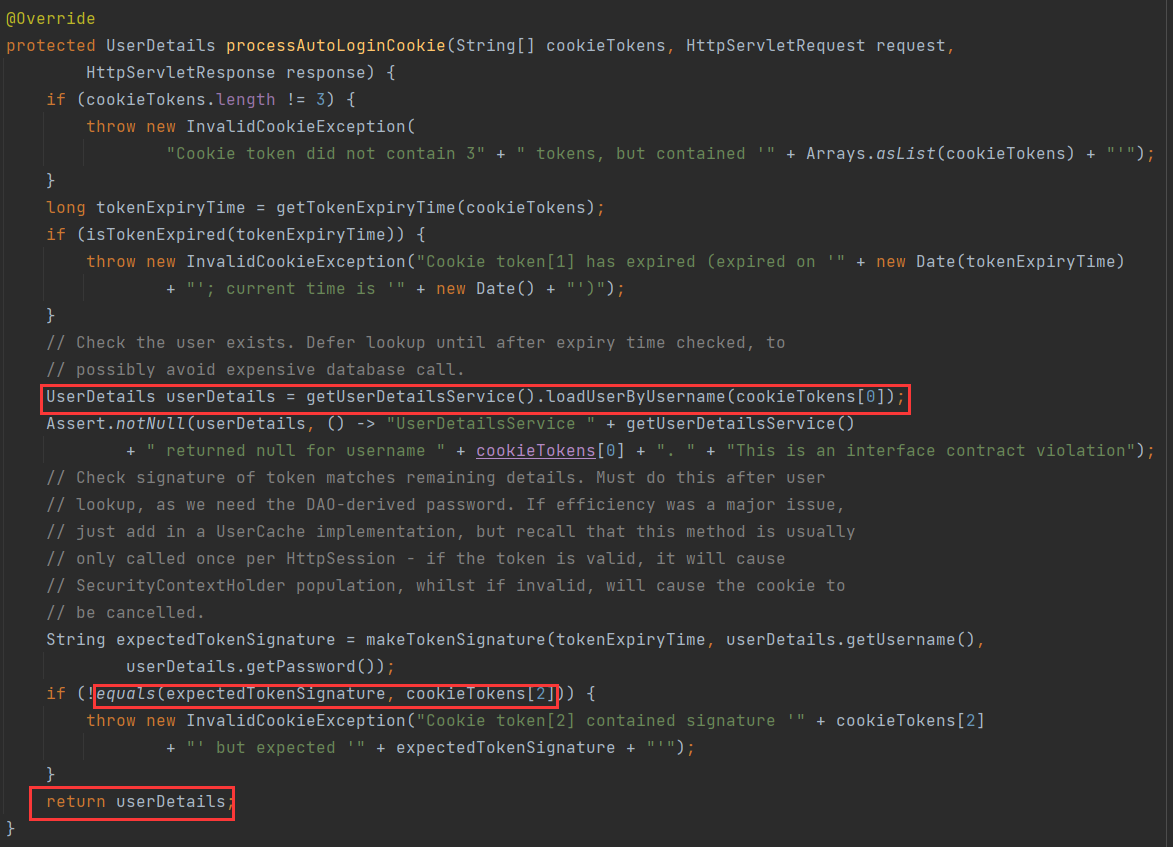 @Override
protected UserDetails processAutoLoginCookie(String[] cookieTokens, HttpServletRequest request,
        HttpServletResponse response) {
    if (cookieTokens.length != 3) {
        throw new InvalidCookieException(
                "Cookie token did not contain 3" + " tokens, but contained '" + Arrays.asList(cookieTokens) + "'");
    }
    long tokenExpiryTime = getTokenExpiryTime(cookieTokens);
    if (isTokenExpired(tokenExpiryTime)) {
        throw new InvalidCookieException("Cookie token[1] has expired (expired on '" + new Date(tokenExpiryTime)
                + "'; current time is '" + new Date() + "')");
    }
    // Check the user exists. Defer lookup until after expiry time checked, to
    // possibly avoid expensive database call.
    UserDetails userDetails = getUserDetailsService().loadUserByUsername(cookieTokens[0]);
    Assert.notNull(userDetails, () -> "UserDetailsService " + getUserDetailsService()
            + " returned null for username " + cookieTokens[0] + ". " + "This is an interface contract violation");
    // Check signature of token matches remaining details. Must do this after user
    // lookup, as we need the DAO-derived password. If efficiency was a major issue,
    // just add in a UserCache implementation, but recall that this method is usually
    // only called once per HttpSession - if the token is valid, it will cause
    // SecurityContextHolder population, whilst if invalid, will cause the cookie to
    // be cancelled.
    String expectedTokenSignature = makeTokenSignature(tokenExpiryTime, userDetails.getUsername(),
            userDetails.getPassword());
    if (!equals(expectedTokenSignature, cookieTokens[2])) {
        throw new InvalidCookieException("Cookie token[2] contained signature '" + cookieTokens[2]
                + "' but expected '" + expectedTokenSignature + "'");
    }
    return userDetails;
}